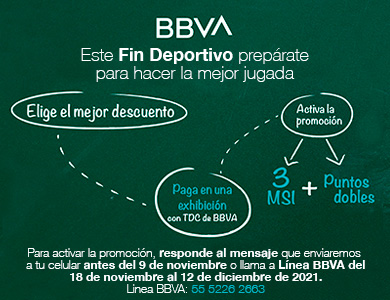 BBVA
Este Fin Deportivo prepárate
para hacer la mejor jugada
Elige el mejor descuento
Activa la
promoción
Paga en una
exhibición
con TDC de BBVA
3
MSI
+
Puntos
dobles
Para activar la promoción, responde al mensaje que enviaremos
a tu celular antes del 9 de noviembre o llama a Línea BBVA del
18 de noviembre al 12 de diciembre de 2021.
Línea BBVA: 55 5226 2663